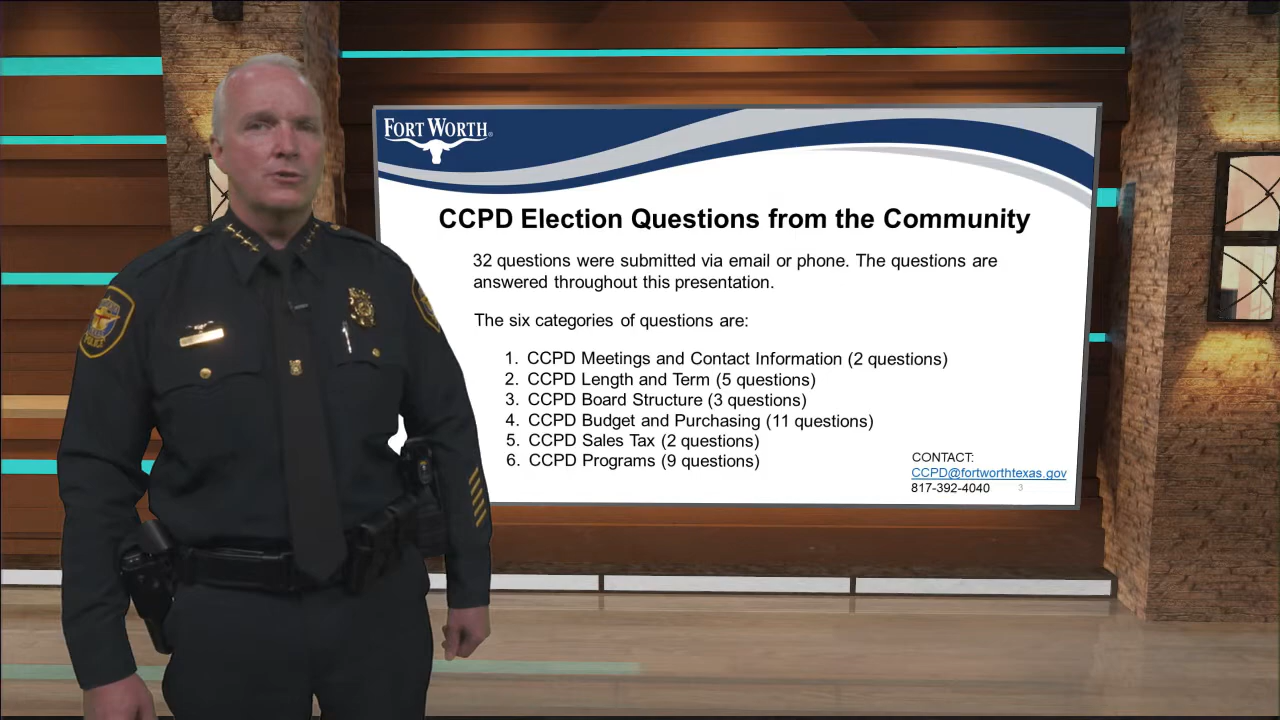 FORT WORTH®
CCPD Election Questions from the Community
32 questions were submitted via email or phone. The questions are
answered throughout this presentation.
The six categories of questions are:
1. CCPD Meetings and Contact Information (2 questions)
2. CCPD Length and Term (5 questions)
3. CCPD Board Structure (3 questions)
4. CCPD Budget and Purchasing (11 questions)
5. CCPD Sales Tax (2 questions)
6. CCPD Programs (9 questions)
CONTACT:
CCPD@fortworthtexas.gov
817-392-4040
3
POLICE